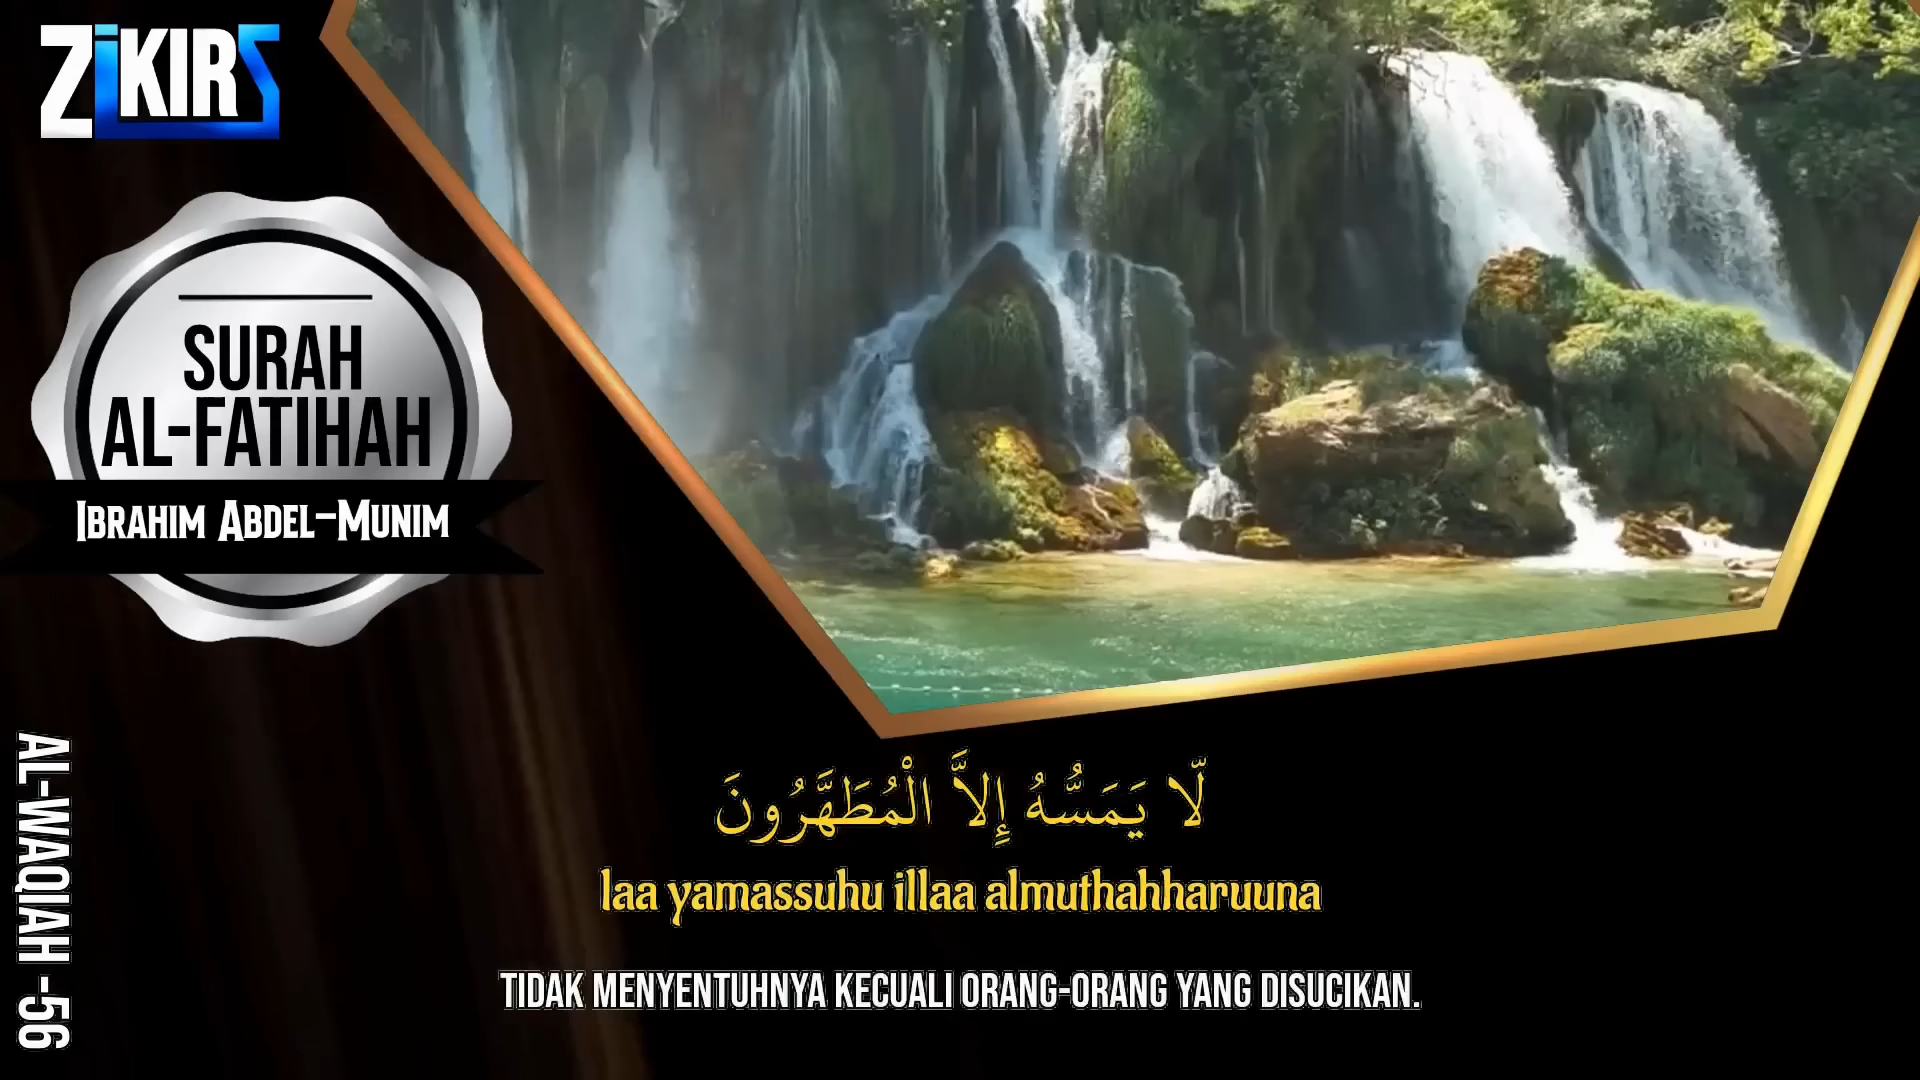 ZiKIRS
SURAH
AL-FATIHAH
IBRAHIM ABDEL-MUNIM
AL-WAQIAH -56
لّا يَمَسُّهُ إِلاَّ الْمُطَهَّرُونَ
laa yamassuhu illaa almuthahharuuna
TIDAK MENYENTUHNYA KECUALI ORANG-ORANG YANG DISUCIKAN.